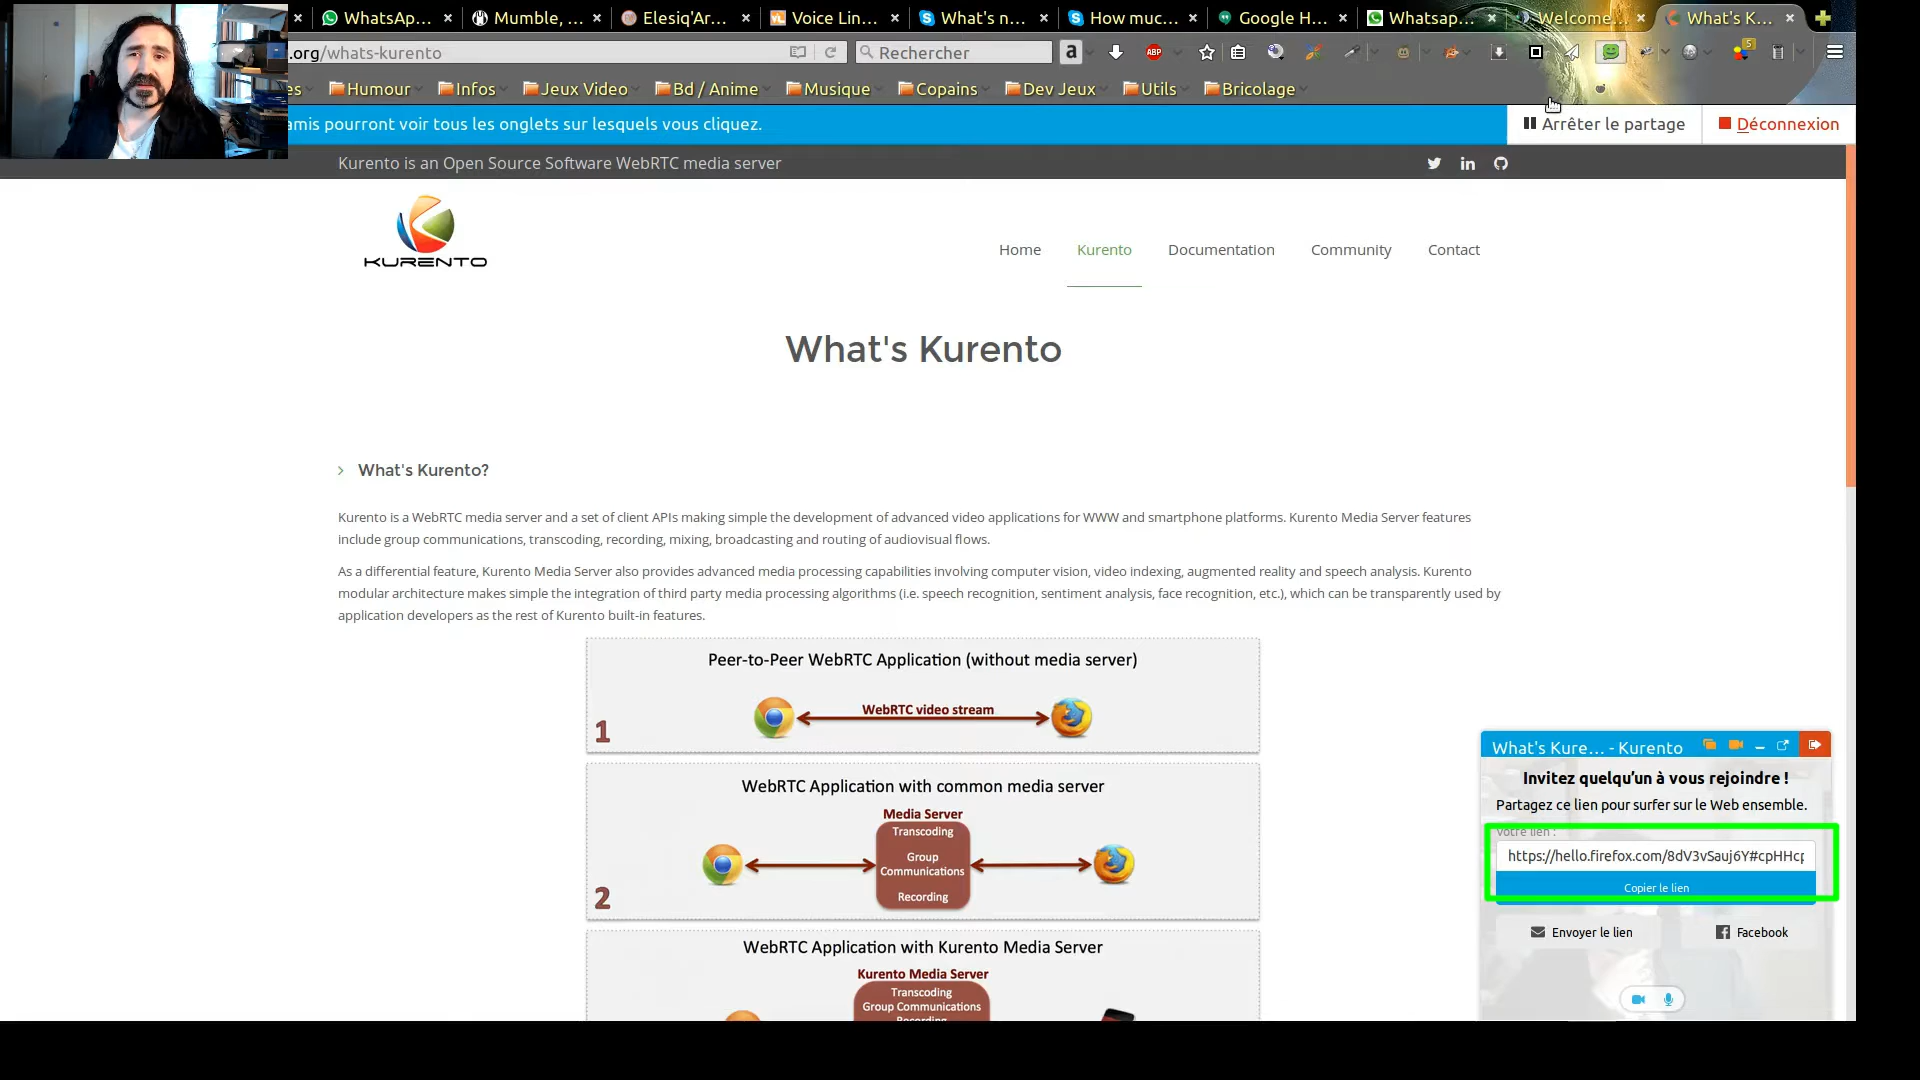 WhatsAp...
Mumble, ...
Elesiq'Ar...
Voice Lin...
What's n...
How muc...
Google H...
Whatsap...
Welcome...
What's K...
.org/whats-kurento
Rechercher
a
ABP
5
es
Humour
Infos
Jeux Video
Bd / Anime
Musique
Copains
Dev Jeux
Utils
Bricolage
amis pourront voir tous les onglets sur lesquels vous cliquez.
Arrêter le partage
Déconnexion
Kurento is an Open Source Software WebRTC media server
KURENTO
Home
Kurento
Documentation
Community
Contact
What's Kurento
What's Kurento?
Kurento is a WebRTC media server and a set of client APIs making simple the development of advanced video applications for WWW and smartphone platforms. Kurento Media Server features
include group communications, transcoding, recording, mixing, broadcasting and routing of audiovisual flows.
As a differential feature, Kurento Media Server also provides advanced media processing capabilities involving computer vision, video indexing, augmented reality and speech analysis. Kurento
modular architecture makes simple the integration of third party media processing algorithms (i.e. speech recognition, sentiment analysis, face recognition, etc.), which can be transparently used by
application developers as the rest of Kurento built-in features.
Peer-to-Peer WebRTC Application (without media server)
WebRTC video stream
1
WebRTC Application with common media server
Media Server
Transcoding
Group
Communications
Recording
2
WebRTC Application with Kurento Media Server
Kurento Media Server
Transcoding
Group Communications
Recording
What's Kure... - Kurento
Invitez quelqu'un à vous rejoindre !
Partagez ce lien pour surfer sur le Web ensemble.
Votre lien :
https://hello.firefox.com/8dV3vSauj6Y#cpHHcp
Copier le lien
Envoyer le lien
Facebook